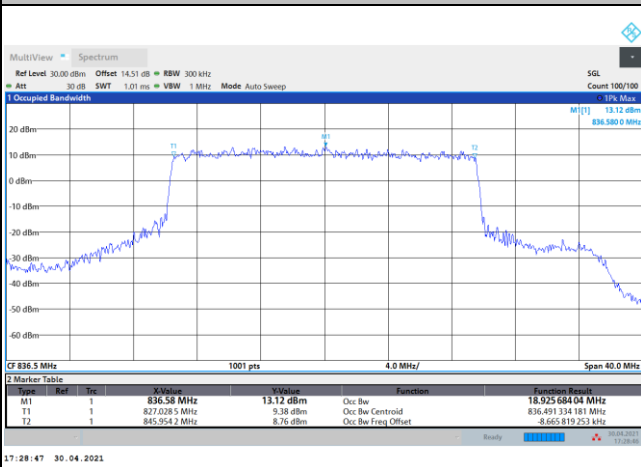 MultiView Spectrum
Ref Level 30.00 dBm Offset 14.51 dB RBW 300 kHz SGL
Att 30 dB SWT 1.01 ms VBW 1 MHz Mode Auto Sweep Count 100/100
1 Occupied Bandwidth 1Pk Max
M1[1] 13.12 dBm
836.580 0 MHz
20 dBm
M1
T1
T2
10 dBm
0 dBm
-10 dBm
-20 dBm
-30 dBm
-40 dBm
-50 dBm
-60 dBm
CF 836.5 MHz 1001 pts 4.0 MHz/ Span 40.0 MHz
2 Marker Table
Type Ref Trc X-Value Y-Value Function Function Result
M1 1 836.58 MHz 13.12 dBm Occ Bw 18.925 684 04 MHz
T1 1 827.028 5 MHz 9.38 dBm Occ Bw Centroid 836.491 334 181 MHz
T2 1 845.954 2 MHz 8.76 dBm Occ Bw Freq Offset -8.665 819 253 kHz
Ready 30.04.2021
17:28:46
17:28:47 30.04.2021